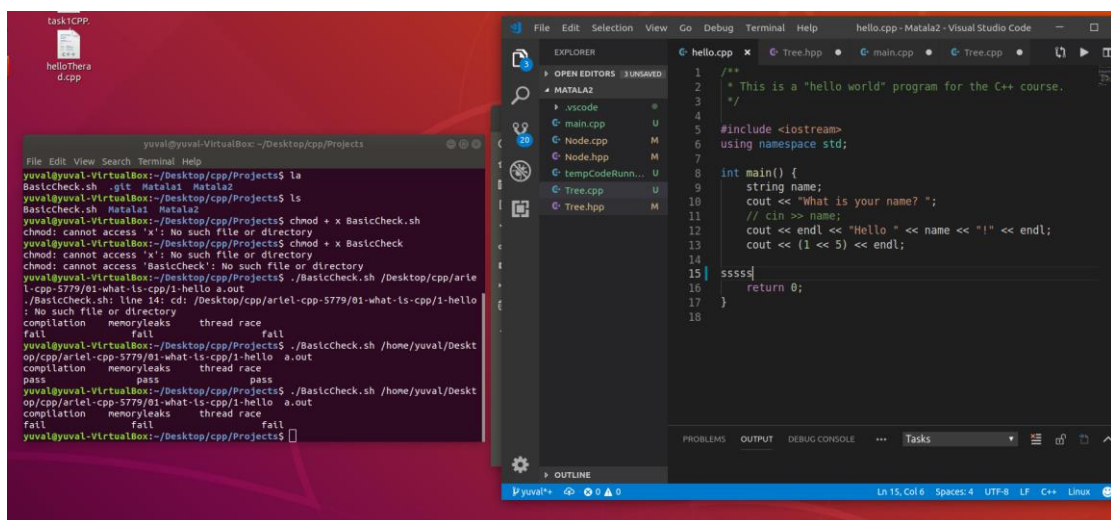 task1CPP.
helloThera
d.cpp
yuval@yuval-VirtualBox: ~/Desktop/cpp/Projects
File Edit View Search Terminal Help
yuval@yuval-VirtualBox:~/Desktop/cpp/Projects$ la
BasicCheck.sh .git Matala1 Matala2
yuval@yuval-VirtualBox:~/Desktop/cpp/Projects$ ls
BasicCheck.sh Matala1 Matala2
yuval@yuval-VirtualBox:~/Desktop/cpp/Projects$ chmod + x BasicCheck.sh
chmod: cannot access 'x': No such file or directory
yuval@yuval-VirtualBox:~/Desktop/cpp/Projects$ chmod + x BasicCheck
chmod: cannot access 'x': No such file or directory
chmod: cannot access 'BasicCheck': No such file or directory
yuval@yuval-VirtualBox:~/Desktop/cpp/Projects$ ./BasicCheck.sh /Desktop/cpp/arie
l-cpp-5779/01-what-is-cpp/1-hello a.out
./BasicCheck.sh: line 14: cd: /Desktop/cpp/ariel-cpp-5779/01-what-is-cpp/1-hello
: No such file or directory
compilation memoryleaks thread race
fail fail fail
yuval@yuval-VirtualBox:~/Desktop/cpp/Projects$ ./BasicCheck.sh /home/yuval/Deskt
op/cpp/ariel-cpp-5779/01-what-is-cpp/1-hello a.out
compilation memoryleaks thread race
pass pass pass
yuval@yuval-VirtualBox:~/Desktop/cpp/Projects$ ./BasicCheck.sh /home/yuval/Deskt
op/cpp/ariel-cpp-5779/01-what-is-cpp/1-hello a.out
compilation memoryleaks thread race
fail fail fail
yuval@yuval-VirtualBox:~/Desktop/cpp/Projects$
File Edit Selection View Go Debug Terminal Help hello.cpp - Matala2 - Visual Studio Code
3
20
EXPLORER
OPEN EDITORS 3 UNSAVED
MATALA2
.vscode
main.cpp U
Node.cpp M
Node.hpp M
tempCodeRunn... U
Tree.cpp U
Tree.hpp M
OUTLINE
hello.cpp Tree.hpp main.cpp Tree.cpp
1 /**
2 * This is a "hello world" program for the C++ course.
3 */
4
5 #include <iostream>
6 using namespace std;
7
8 int main() {
9 string name;
10 cout << "What is your name? ";
11 // cin >> name;
12 cout << endl << "Hello " << name << "!" << endl;
13 cout << (1 << 5) << endl;
14
15 sssss
16 return 0;
17 }
18
PROBLEMS OUTPUT DEBUG CONSOLE ••• Tasks
yuval*+ 0 0 Ln 15, Col 6 Spaces: 4 UTF-8 LF C++ Linux